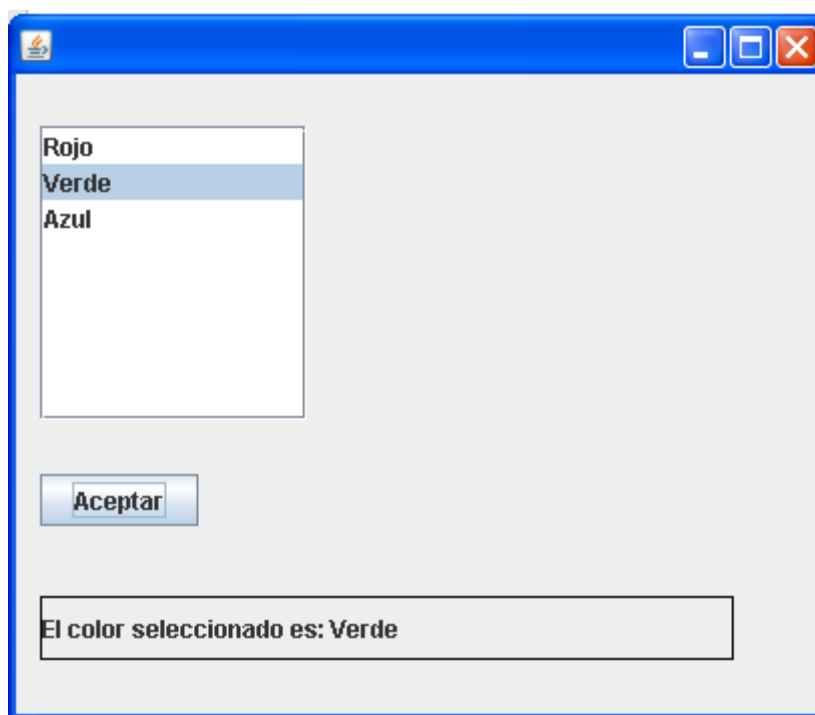 Rojo
Verde
Azul
Aceptar
El color seleccionado es: Verde